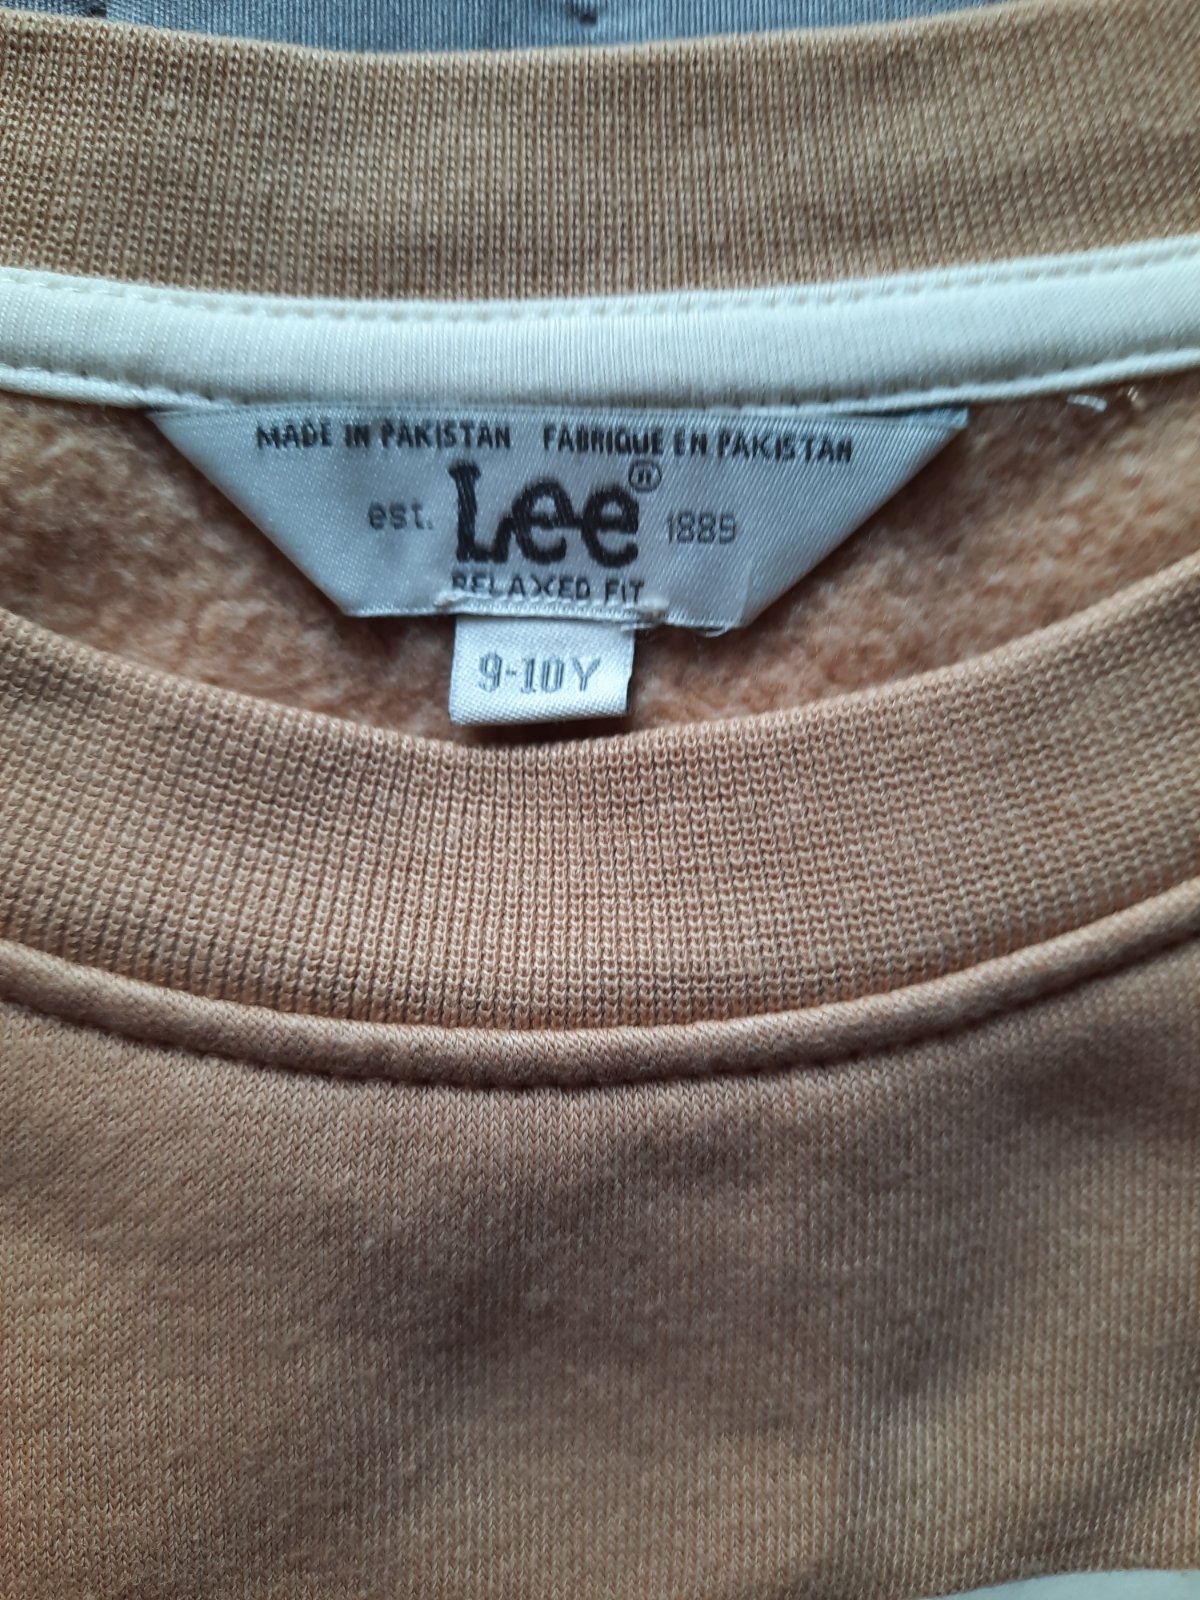 MADE IN PAKISTAN FABRIQUE EN PAKISTAN
est. Lee® 1889
RELAXED FIT
9-10Y